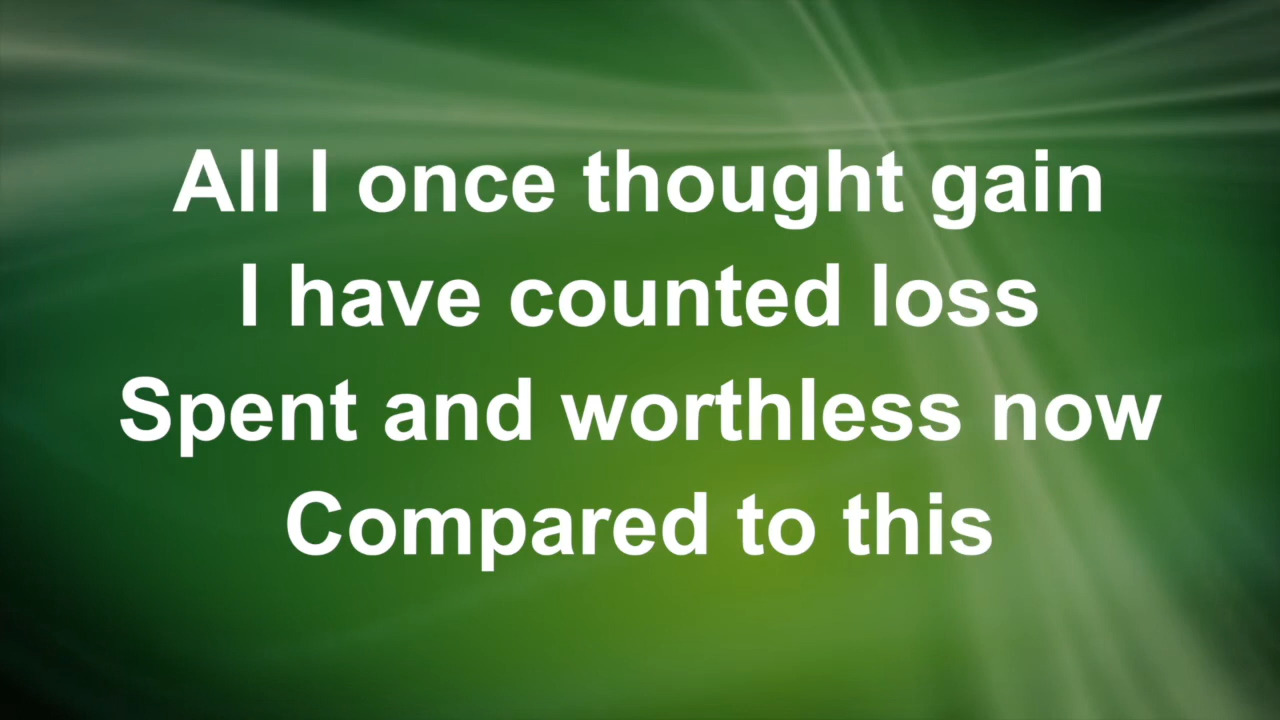 All I once thought gain
I have counted loss
Spent and worthless now
Compared to this